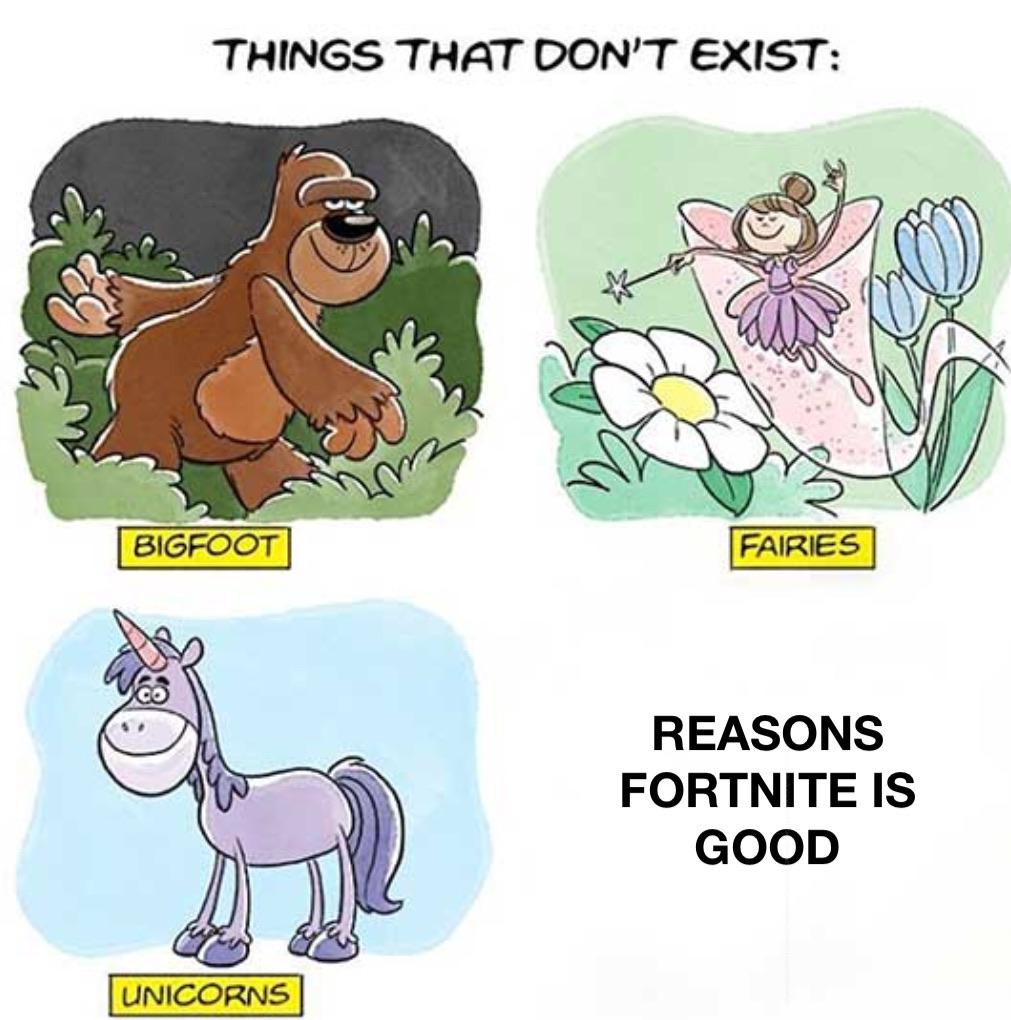 THINGS THAT DON'T EXIST:
BIGFOOT
FAIRIES
UNICORNS
REASONS
FORTNITE IS
GOOD